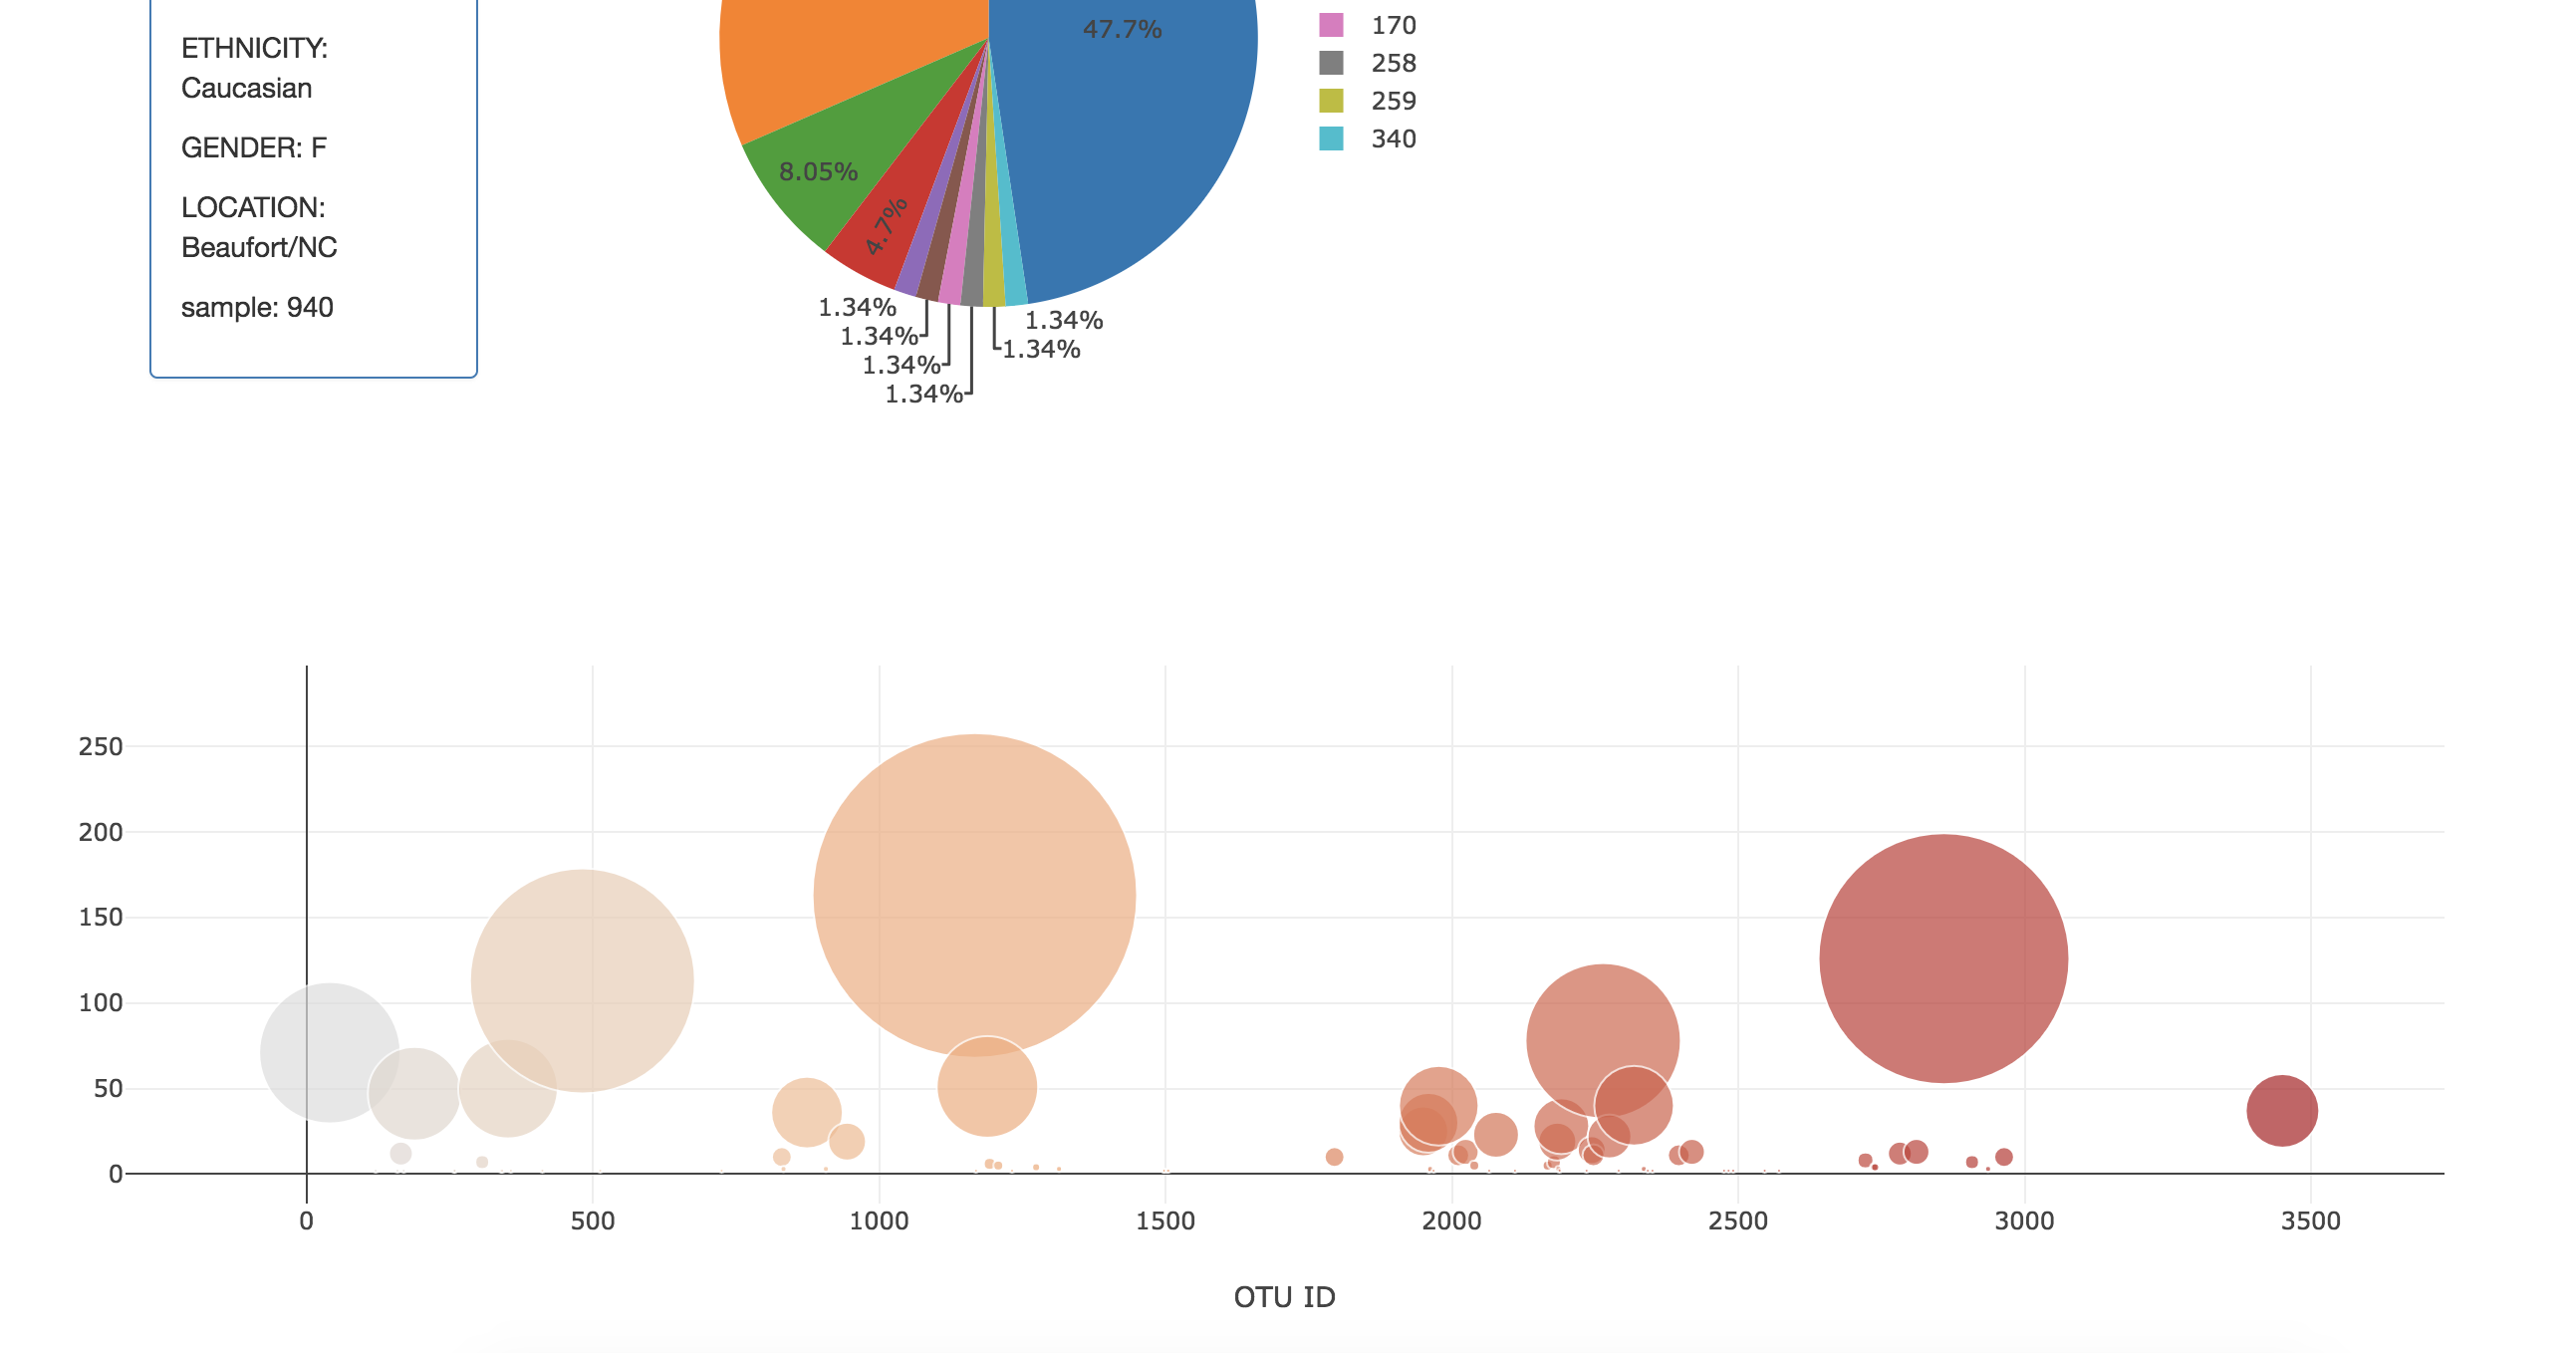 ETHNICITY:
Caucasian
GENDER: F
LOCATION:
Beaufort/NC
sample: 940
47.7%
8.05%
4.7%
1.34%
1.34%
1.34%
1.34%
1.34%
1.34%
170
258
259
340
250
200
150
100
50
0
0 500 1000 1500 2000 2500 3000 3500
OTU ID